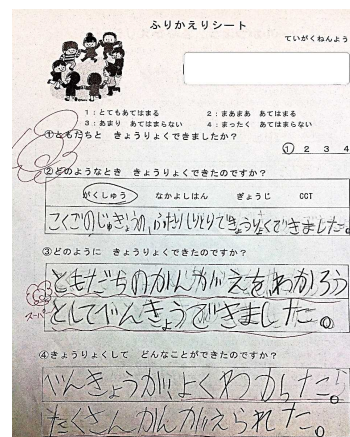 ふりかえりシート
ていがくねんよう
1：とてもあてはまる　2：まあまあ　あてはまる
3：あまり　あてはまらない　4：まったく　あてはまらない
①ともだちと　きょうりょくできましたか？
① 2 3 4
②どのようなとき　きょうりょくできたのですか？
がくしゅう　なかよしはん　ぎょうじ　CCT
こくごのじゅぎょうの、ふたりしりとりできょうりょくできました。
③どのように　きょうりょくできたのですか？
ともだちのかんがえをわかろう
スーパー
としてべんきょうできました。
④きょうりょくして　どんなことができたのですか？
べんきょうがよくわかったら
たくさんかんがえられた。